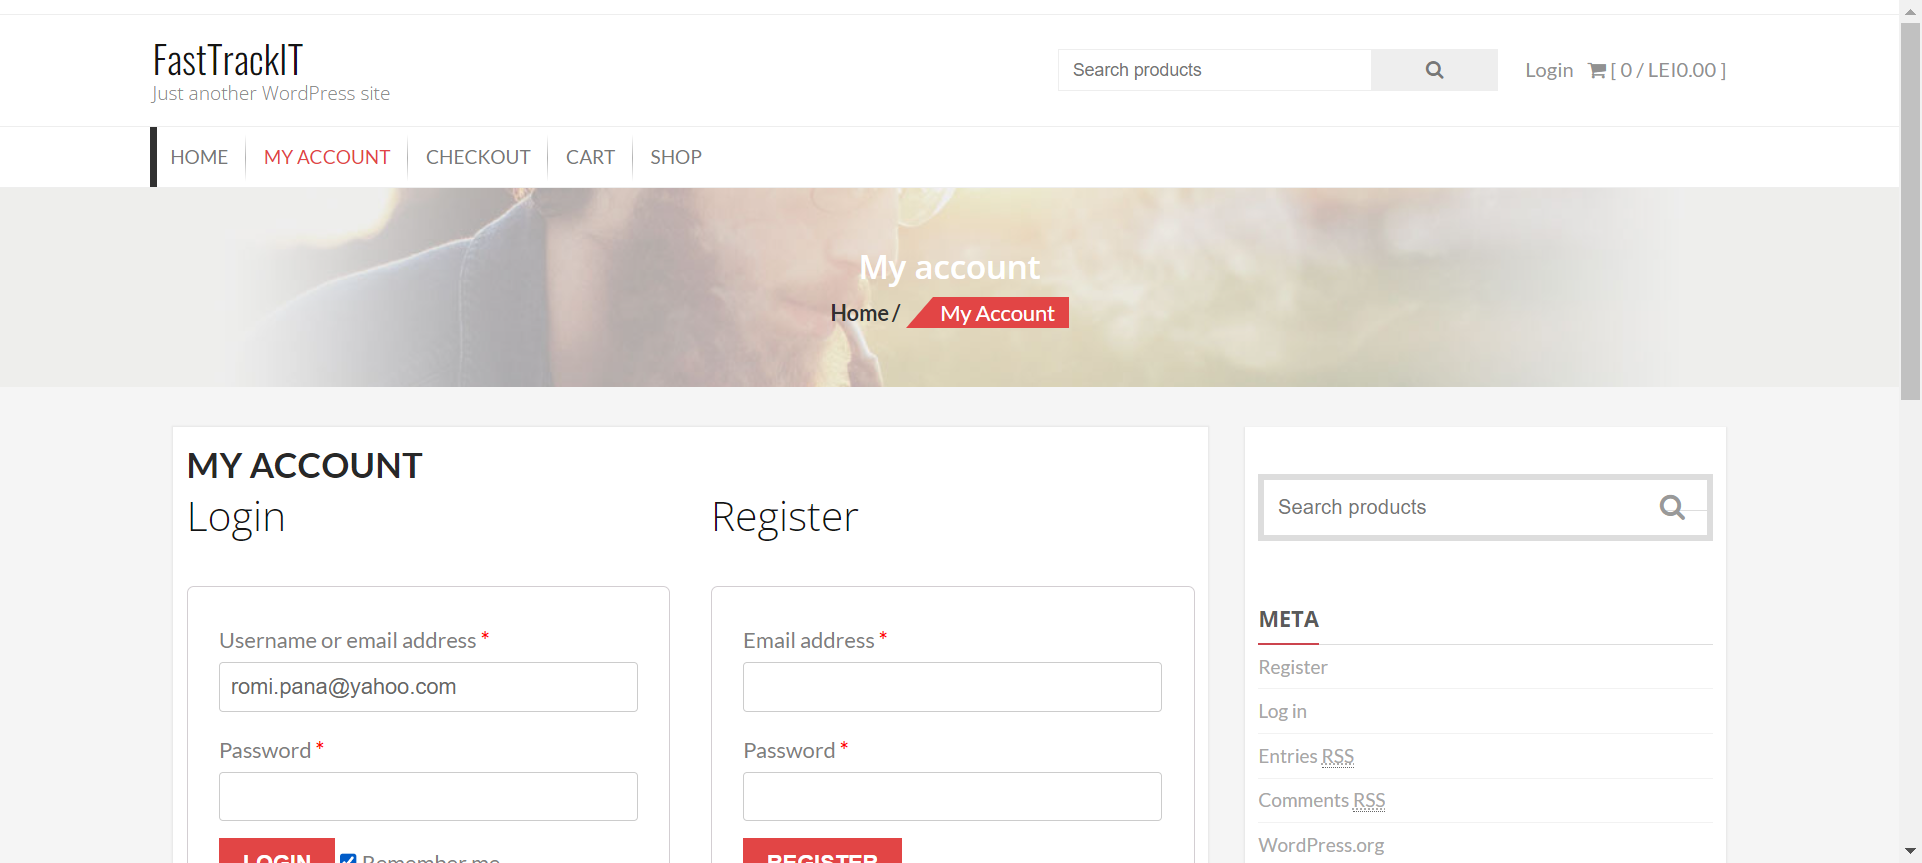 FastTrackIT
Just another WordPress site
Search products
Login [ 0 / LEI0.00 ]
HOME MY ACCOUNT CHECKOUT CART SHOP
My account
Home / My Account
MY ACCOUNT
Login
Username or email address *
romi.pana@yahoo.com
Password *
LOGIN Remember me
Register
Email address *
Password *
REGISTER
Search products
META
Register
Log in
Entries RSS
Comments RSS
WordPress.org